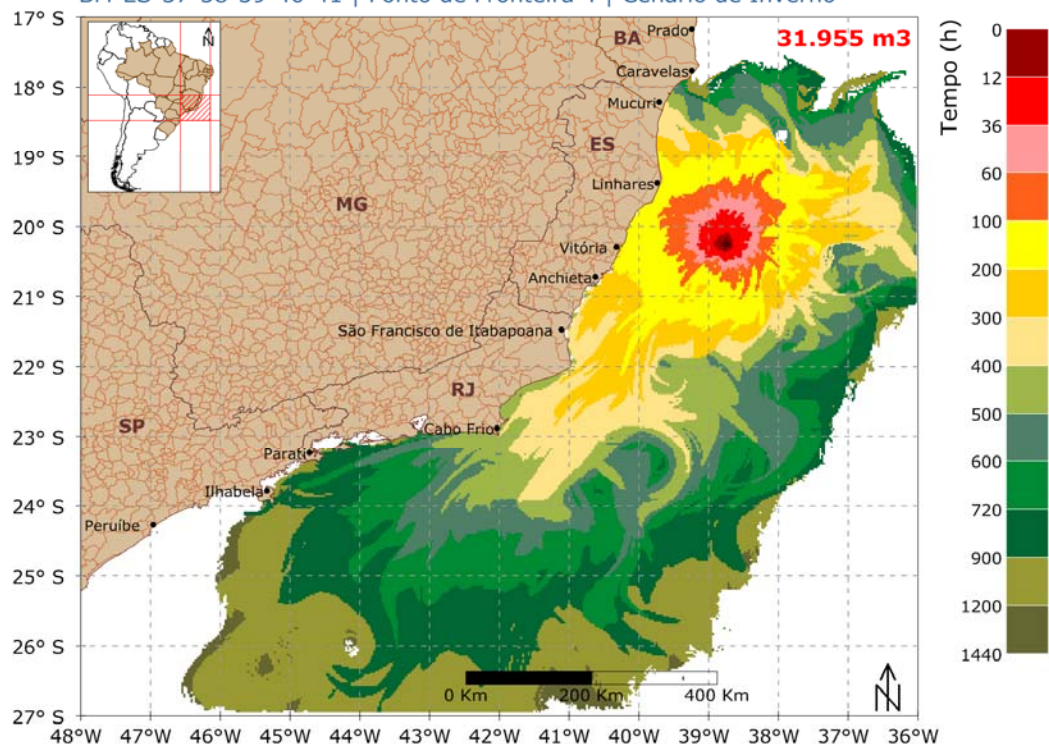 31.955 m3
N
BA
Prado
Caravelas
Mucuri
ES
Linhares
MG
Vitória
Anchieta
São Francisco de Itabapoana
RJ
SP
Cabo Frio
Parati
Ilhabela
Peruíbe
0 Km 200 Km 400 Km
N
17° S
18° S
19° S
20° S
21° S
22° S
23° S
24° S
25° S
26° S
27° S
48°W 47°W 46°W 45°W 44°W 43°W 42°W 41°W 40°W 39°W 38°W 37°W 36°W
Tempo (h)
0
12
36
60
100
200
300
400
500
600
720
900
1200
1440